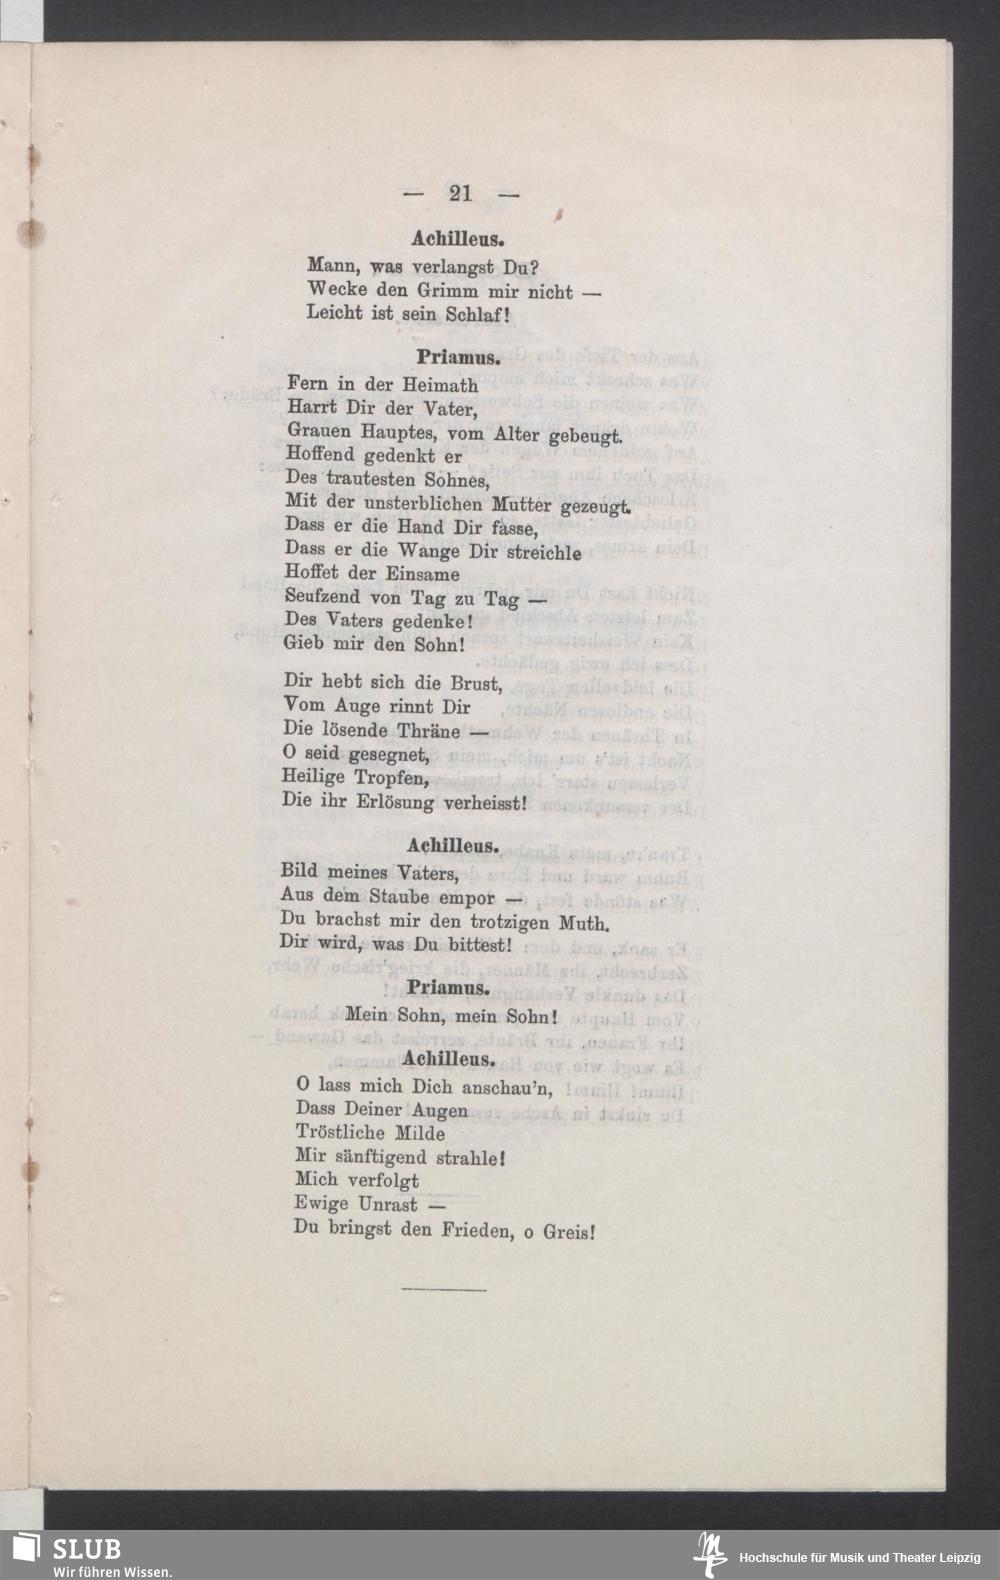 — 21 —
Achilleus.
Mann, was verlangst Du?
Wecke den Grimm mir nicht —
Leicht ist sein Schlaf!
Priamus.
Fern in der Heimath
Harrt Dir der Vater,
Grauen Hauptes, vom Alter gebeugt.
Hoffend gedenkt er
Des trautesten Sohnes,
Mit der unsterblichen Mutter gezeugt.
Dass er die Hand Dir fasse,
Dass er die Wange Dir streichle
Hoffet der Einsame
Seufzend von Tag zu Tag —
Des Vaters gedenke!
Gieb mir den Sohn!
Dir hebt sich die Brust,
Vom Auge rinnt Dir
Die lösende Thräne —
O seid gesegnet,
Heilige Tropfen,
Die ihr Erlösung verheisst!
Achilleus.
Bild meines Vaters,
Aus dem Staube empor —
Du brachst mir den trotzigen Muth.
Dir wird, was Du bittest!
Priamus.
Mein Sohn, mein Sohn!
Achilleus.
O lass mich Dich anschau'n,
Dass Deiner Augen
Tröstliche Milde
Mir sänftigend strahle!
Mich verfolgt
Ewige Unrast —
Du bringst den Frieden, o Greis!
SLUB
Wir führen Wissen.
Hochschule für Musik und Theater Leipzig